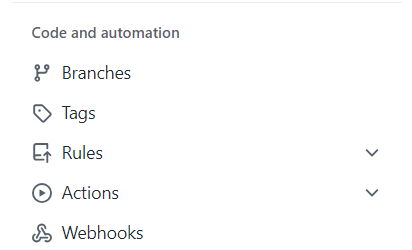 Code and automation
Branches
Tags
Rules
Actions
Webhooks